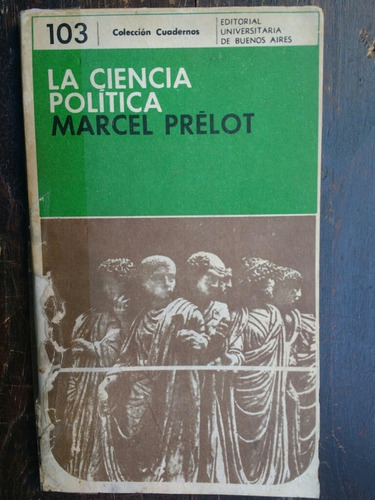 103
Colección Cuadernos
EDITORIAL
UNIVERSITARIA
DE BUENOS AIRES
LA CIENCIA
POLÍTICA
MARCEL PRÉLOT